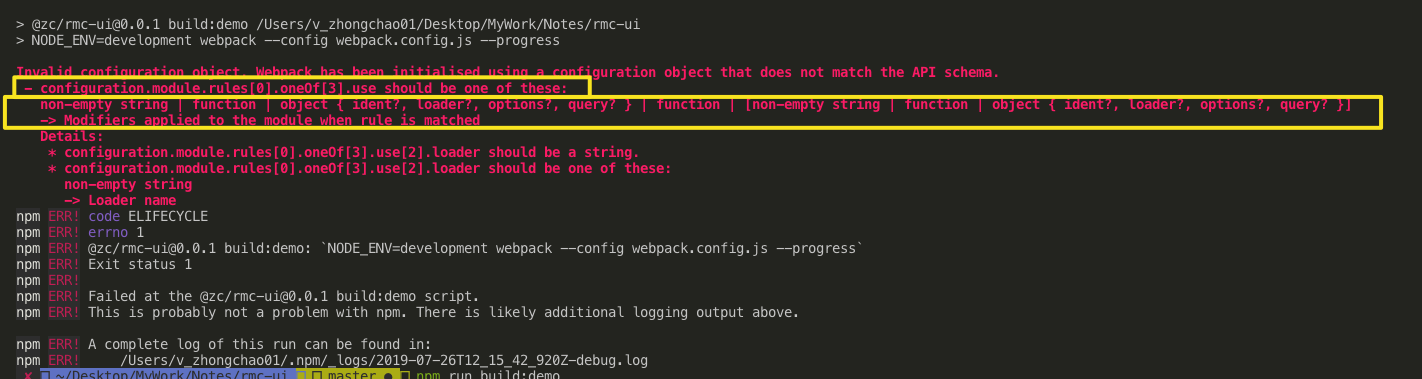 > @zc/rmc-ui@0.0.1 build:demo /Users/v_zhongchao01/Desktop/MyWork/Notes/rmc-ui
> NODE_ENV=development webpack --config webpack.config.js --progress
Invalid configuration object. Webpack has been initialised using a configuration object that does not match the API schema.
- configuration.module.rules[0].oneOf[3].use should be one of these:
non-empty string | function | object { ident?, loader?, options?, query? } | function | [non-empty string | function | object { ident?, loader?, options?, query? }]
-> Modifiers applied to the module when rule is matched
Details:
* configuration.module.rules[0].oneOf[3].use[2].loader should be a string.
* configuration.module.rules[0].oneOf[3].use[2].loader should be one of these:
non-empty string
-> Loader name
npm ERR! code ELIFECYCLE
npm ERR! errno 1
npm ERR! @zc/rmc-ui@0.0.1 build:demo: `NODE_ENV=development webpack --config webpack.config.js --progress`
npm ERR! Exit status 1
npm ERR!
npm ERR! Failed at the @zc/rmc-ui@0.0.1 build:demo script.
npm ERR! This is probably not a problem with npm. There is likely additional logging output above.
npm ERR! A complete log of this run can be found in:
npm ERR! /Users/v_zhongchao01/.npm/_logs/2019-07-26T12_15_42_920Z-debug.log
✘ ~/Desktop/MyWork/Notes/rmc-ui master ● npm run build:demo